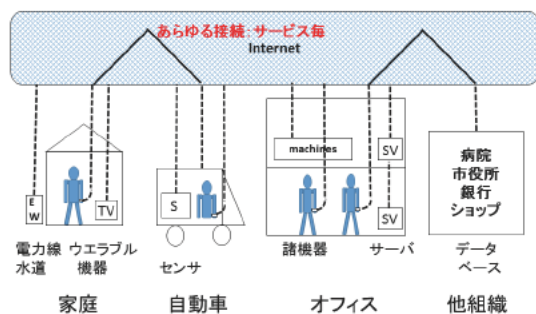 あらゆる接続：サービス毎
Internet
E
W
TV
S
machines
SV
SV
病院
市役所
銀行
ショップ
電力線
水道
ウエラブル
機器
センサ
諸機器
サーバ
データ
ベース
家庭
自動車
オフィス
他組織